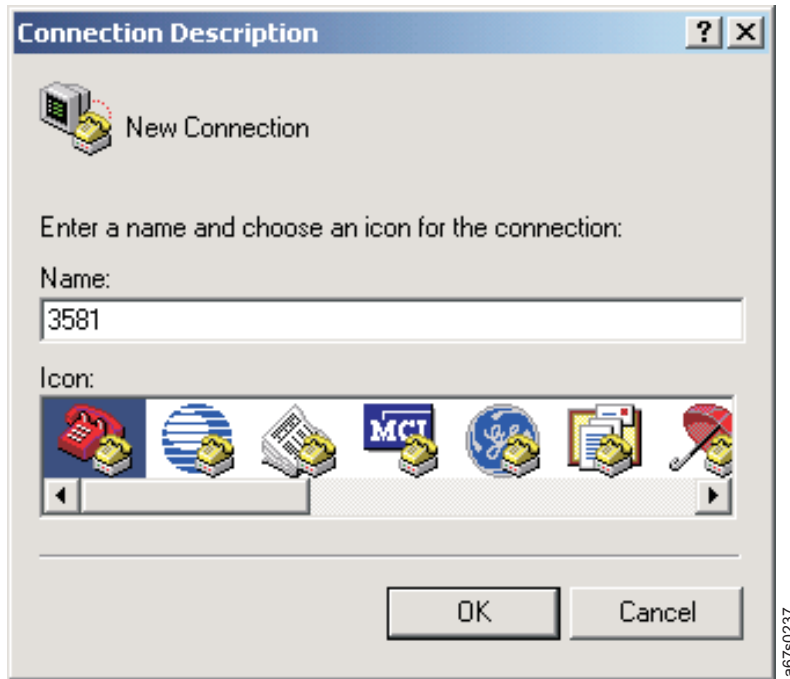 Connection Description
New Connection
Enter a name and choose an icon for the connection:
Name:
3581
Icon:
MCI
OK
Cancel
a67s0237